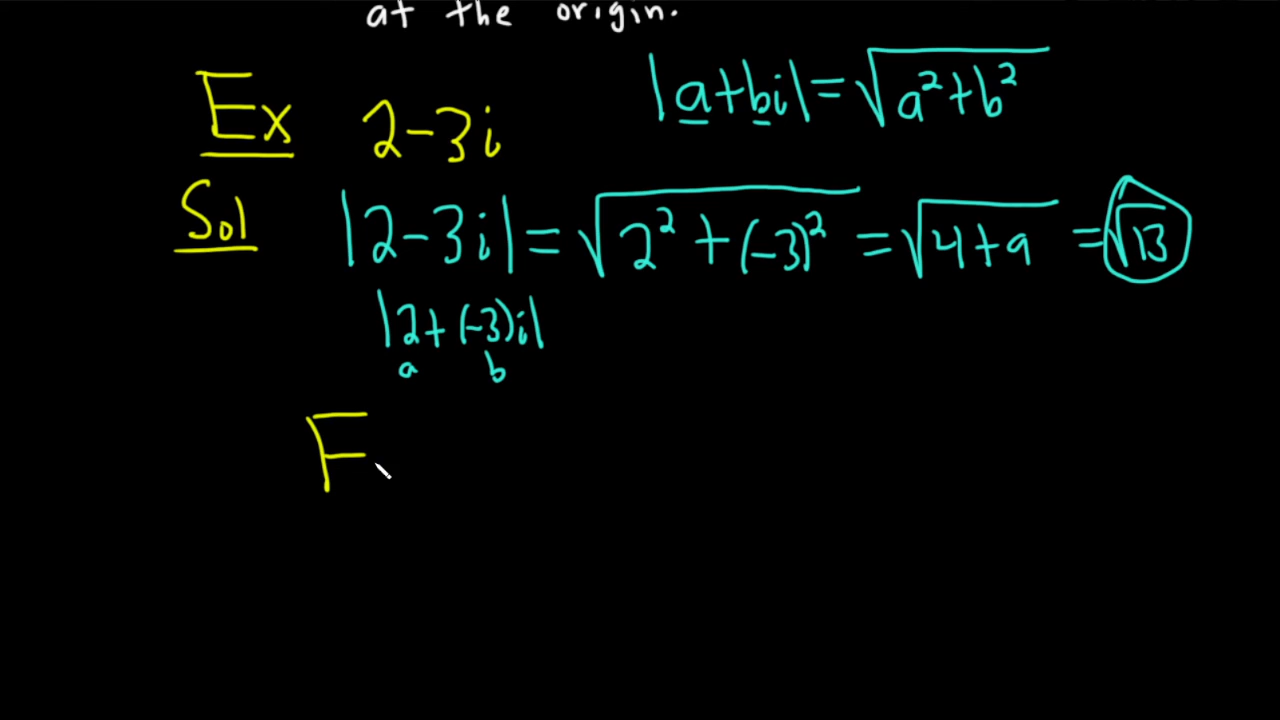 at the origin.
|a+bi|=√a²+b²
Ex 2-3i
Sol |2-3i|=√2²+(-3)²=√4+9=√13
|2+(-3)i|
a b
F